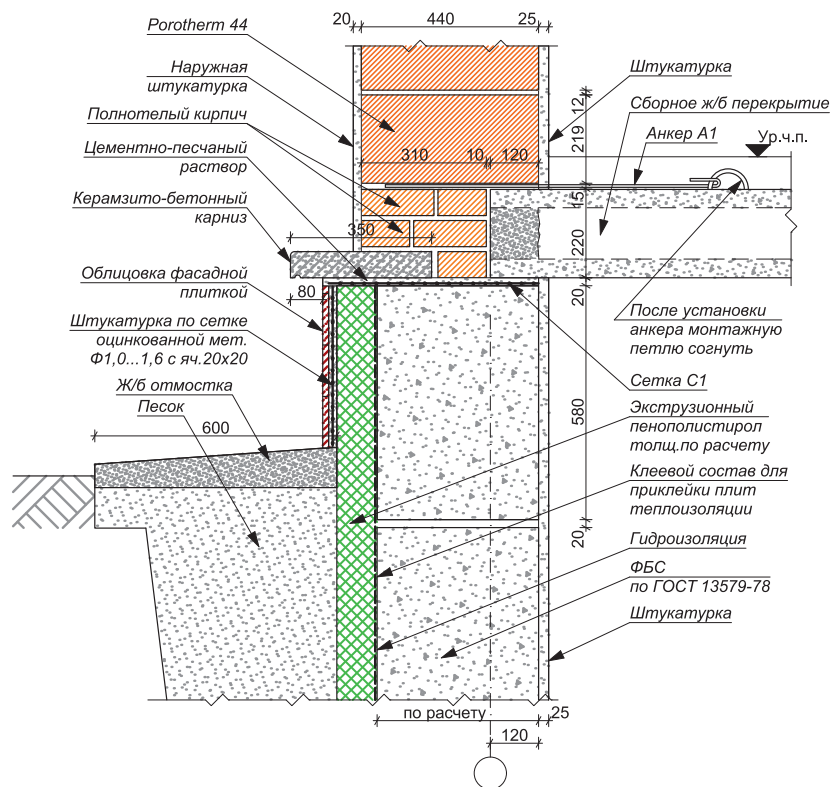 20
440
25
Porotherm 44
Наружная
штукатурка
Полнотелый кирпич
Цементно-песчаный
раствор
Керамзито-бетонный
карниз
Облицовка фасадной
плиткой
Штукатурка по сетке
оцинкованной мет.
Ф1,0...1,6 с яч.20х20
Ж/б отмостка
Песок
600
310
10
120
350
80
Штукатурка
Сборное ж/б перекрытие
Анкер А1
Ур.ч.п.
12
219
15
220
20
580
20
После установки
анкера монтажную
петлю согнуть
Сетка С1
Экструзионный
пенополистирол
толщ.по расчету
Клеевой состав для
приклейки плит
теплоизоляции
Гидроизоляция
ФБС
по ГОСТ 13579-78
Штукатурка
по расчету
25
120